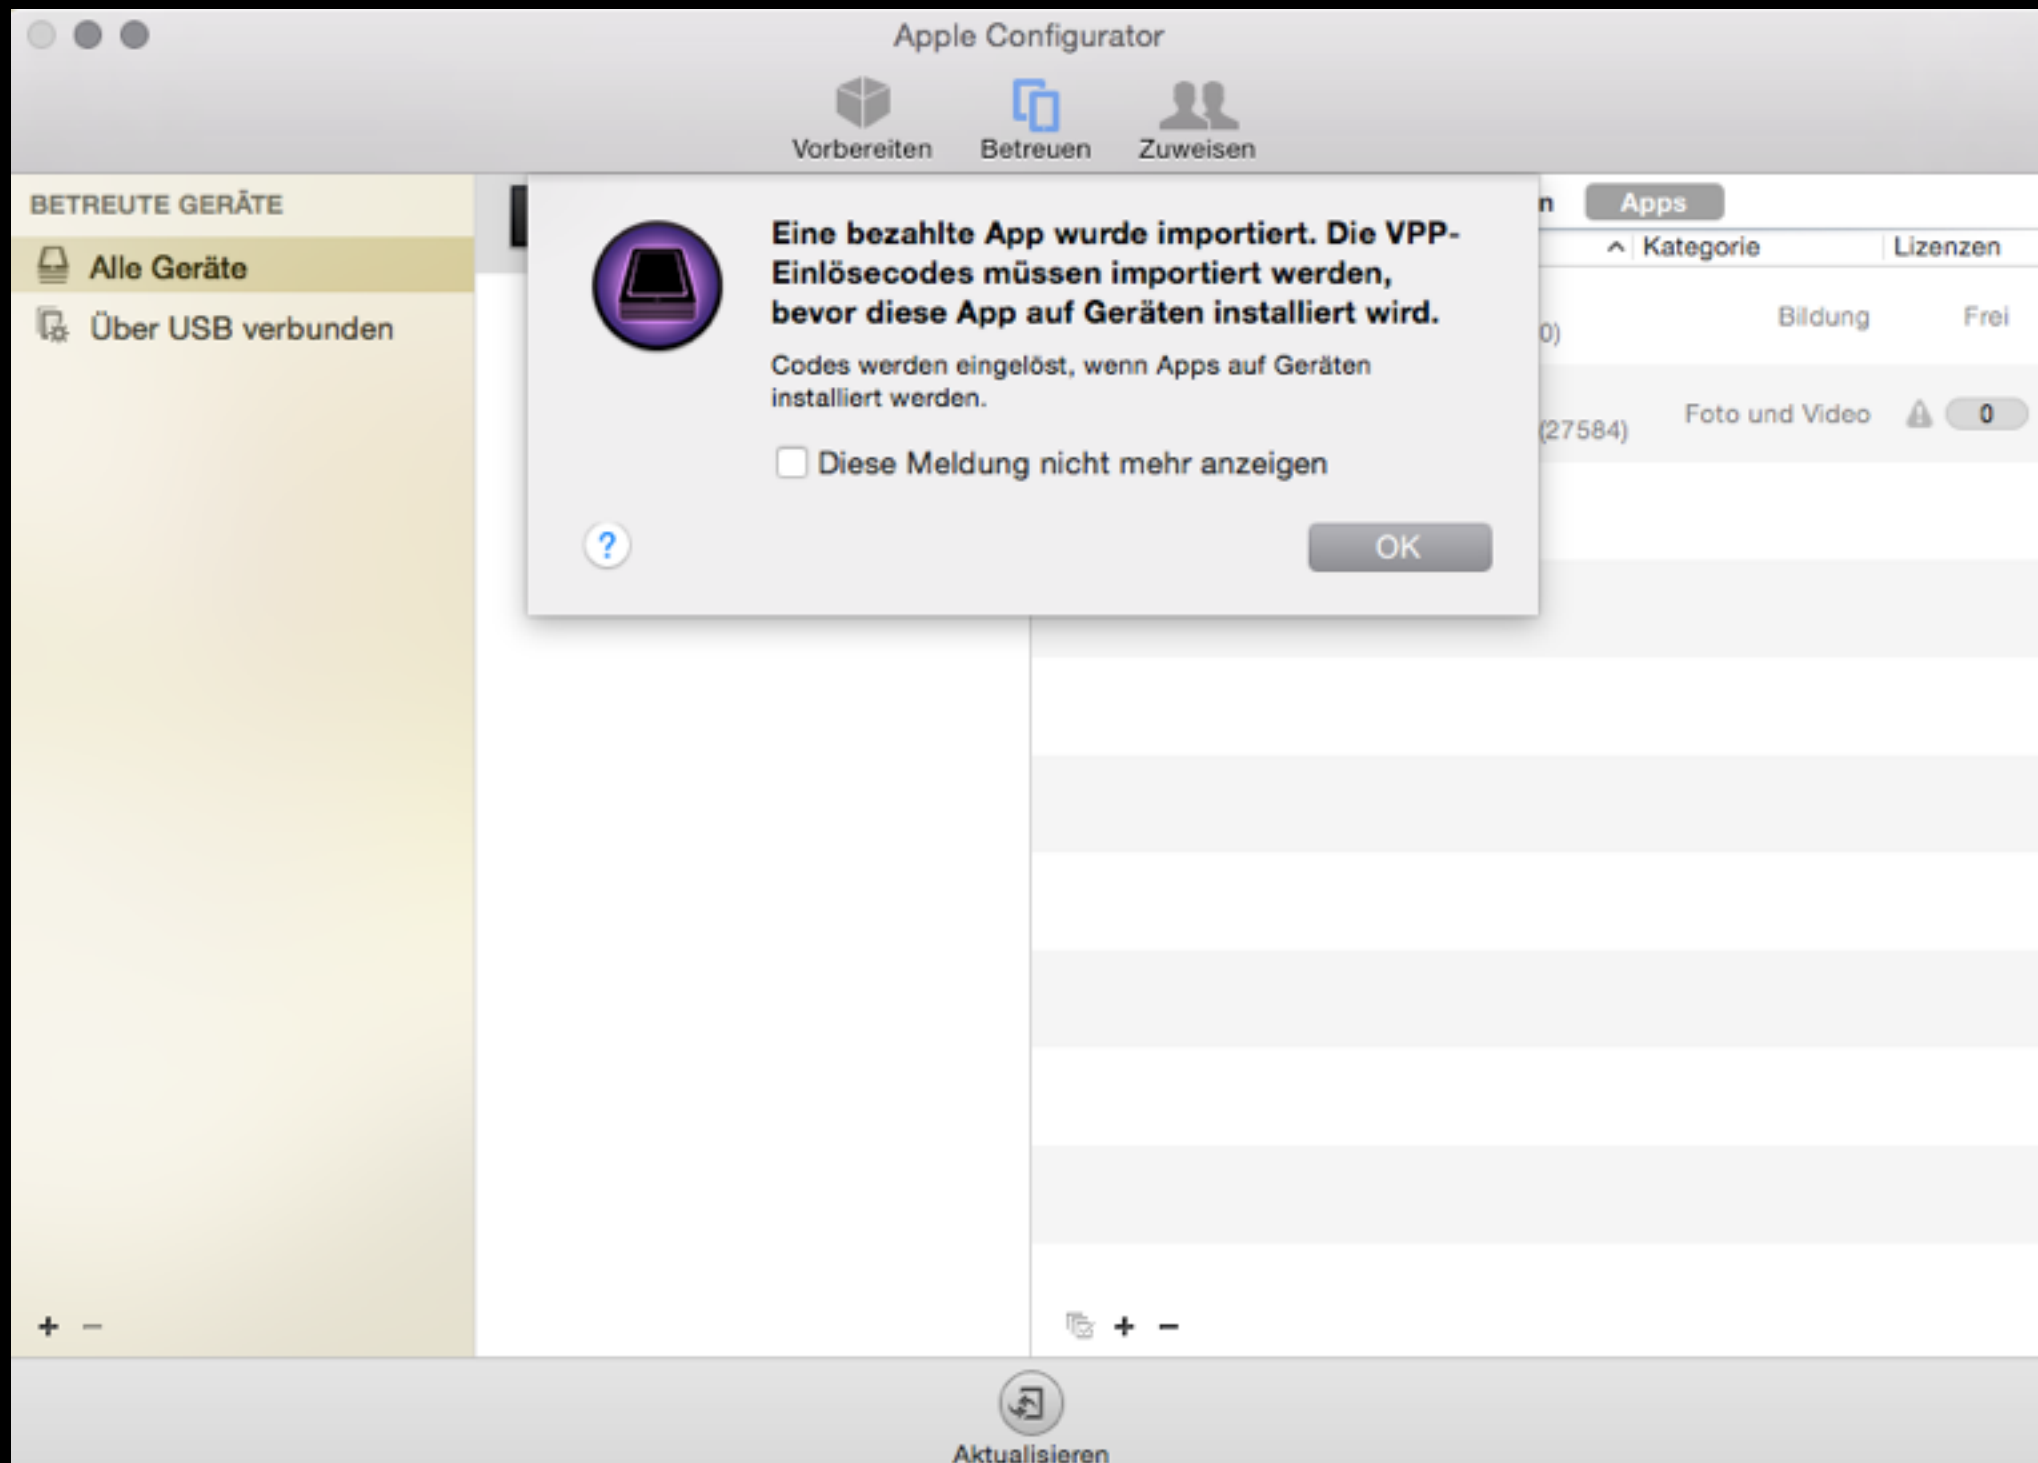 Apple Configurator
Vorbereiten Betreuen Zuweisen
BETREUTE GERÄTE
Alle Geräte
Über USB verbunden
Eine bezahlte App wurde importiert. Die VPP-
Einlösecodes müssen importiert werden,
bevor diese App auf Geräten installiert wird.
Codes werden eingelöst, wenn Apps auf Geräten
installiert werden.
Diese Meldung nicht mehr anzeigen
?
OK
n Apps
Kategorie Lizenzen
0) Bildung Frei
(27584) Foto und Video 0
+ −
+ −
Aktualisieren